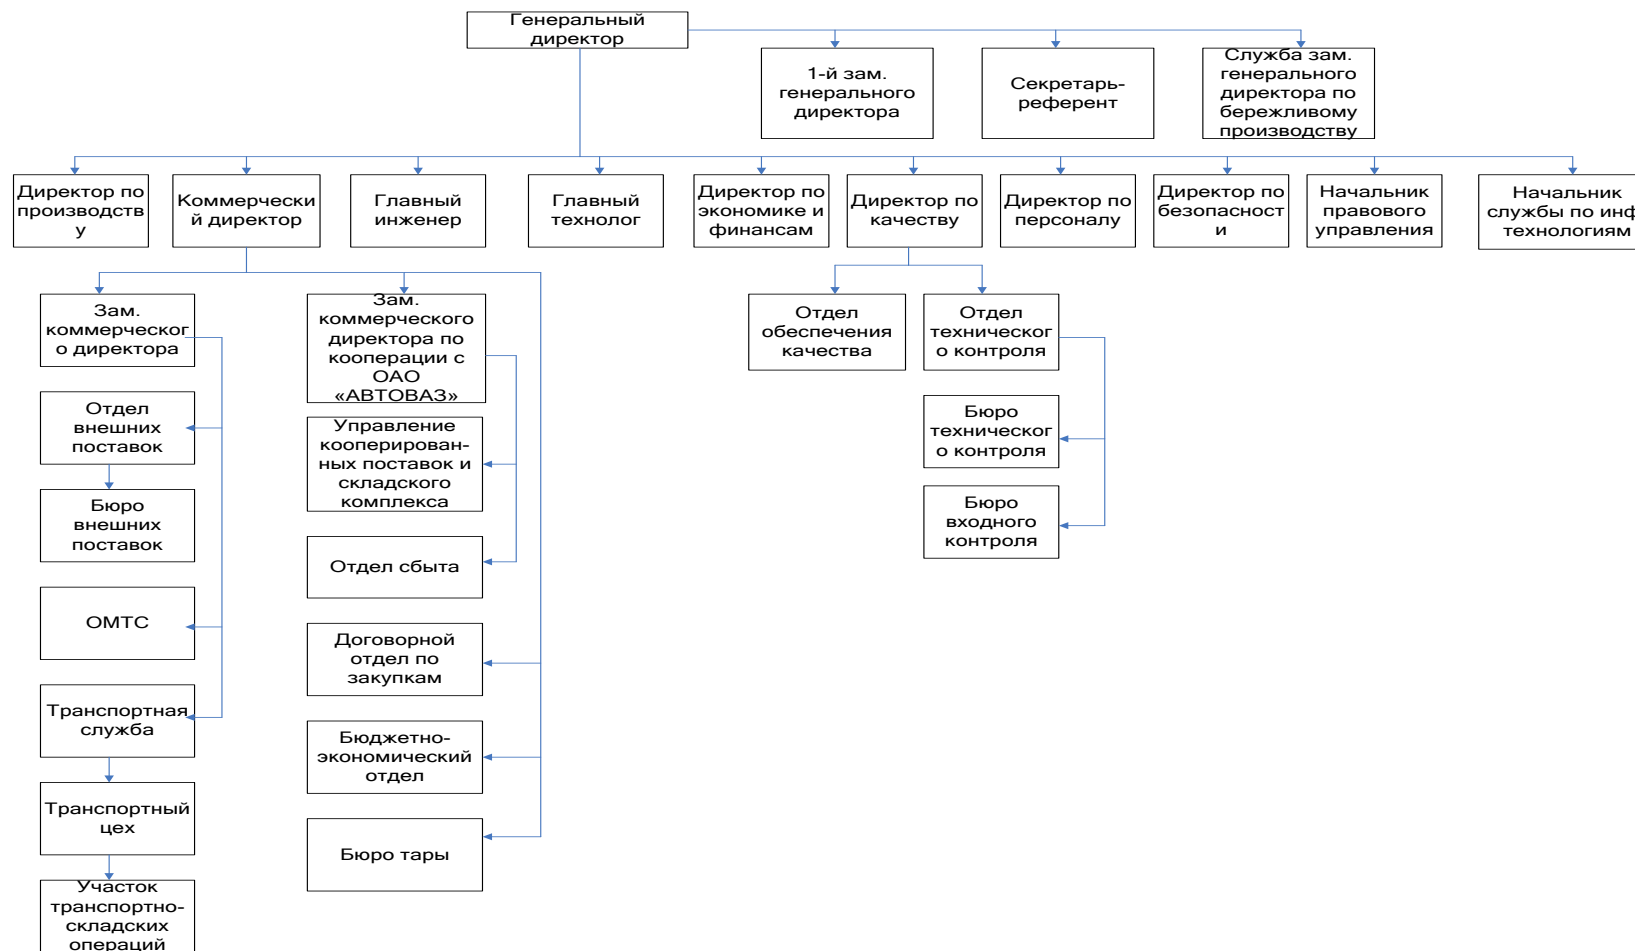 Генеральный
директор
1-й зам.
генерального
директора
Секретарь-
референт
Служба зам.
генерального
директора по
бережливому
производству
Директор по
производств
у
Коммерчески
й директор
Главный
инженер
Главный
технолог
Директор по
экономике и
финансам
Директор по
качеству
Директор по
персоналу
Директор по
безопасност
и
Начальник
правового
управления
Начальник
службы по инф
технологиям
Зам.
коммерческог
о директора
Зам.
коммерческого
директора по
кооперации с
ОАО
«АВТОВАЗ»
Отдел
обеспечения
качества
Отдел
техническог
о контроля
Отдел
внешних
поставок
Управление
кооперирован-
ных поставок и
складского
комплекса
Бюро
техническог
о контроля
Бюро
внешних
поставок
Бюро
входного
контроля
Отдел сбыта
ОМТС
Договорной
отдел по
закупкам
Транспортная
служба
Бюджетно-
экономический
отдел
Транспортный
цех
Бюро тары
Участок
транспортно-
складских
операций